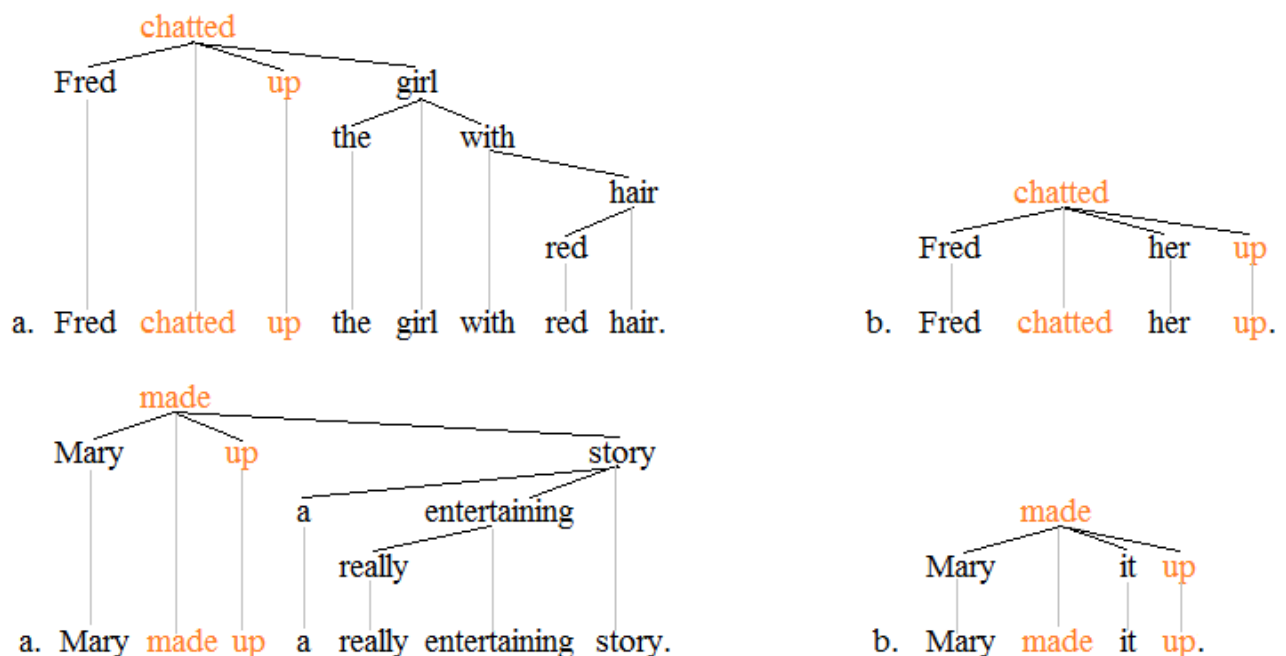 chatted
Fred up girl
the with
hair
red
a. Fred chatted up the girl with red hair.
chatted
Fred her up
b. Fred chatted her up.
made
Mary up story
a entertaining
really
a. Mary made up a really entertaining story.
made
Mary it up
b. Mary made it up.